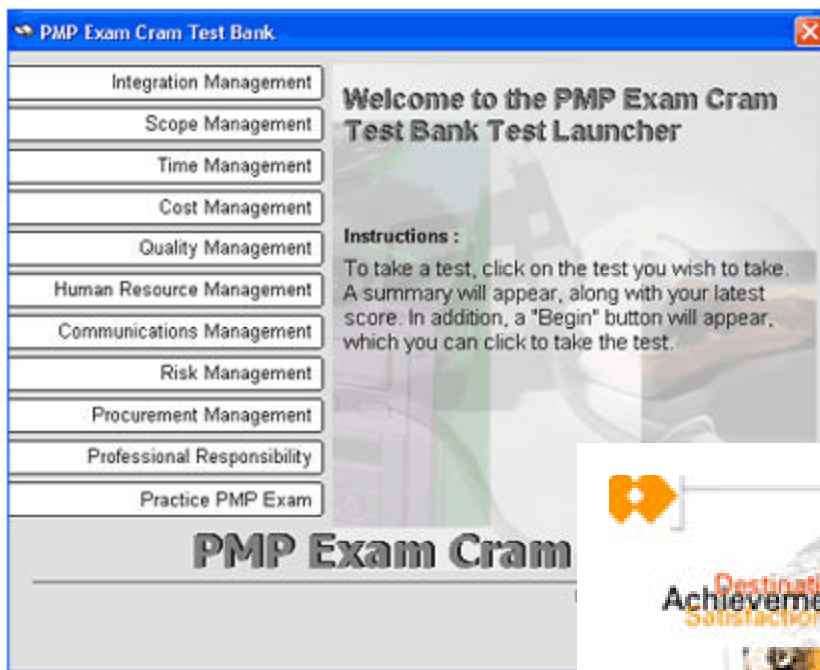 PMP Exam Cram Test Bank
Integration Management
Scope Management
Time Management
Cost Management
Quality Management
Human Resource Management
Communications Management
Risk Management
Procurement Management
Professional Responsibility
Practice PMP Exam
Welcome to the PMP Exam Cram
Test Bank Test Launcher
Instructions :
To take a test, click on the test you wish to take.
A summary will appear, along with your latest
score. In addition, a "Begin" button will appear,
which you can click to take the test.
PMP Exam Cram